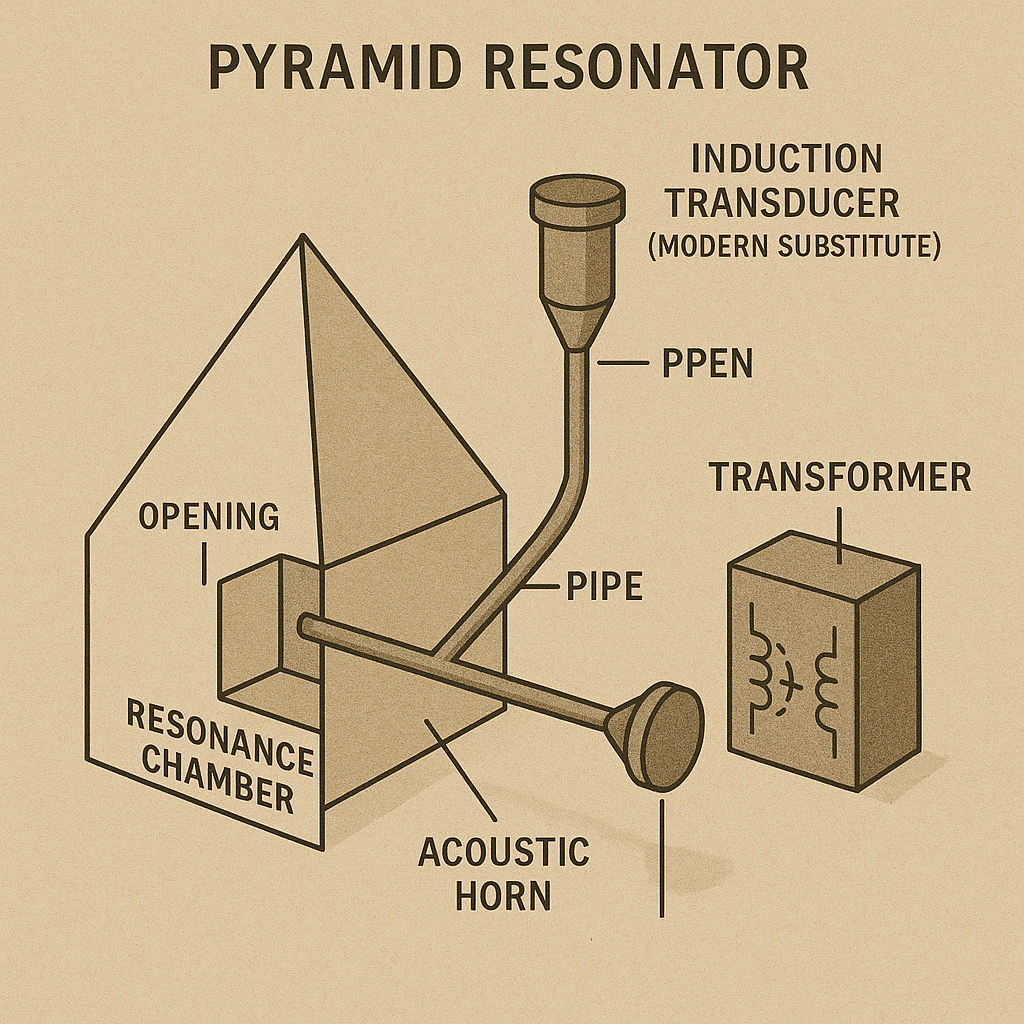 PYRAMID RESONATOR
INDUCTION
TRANSDUCER
(MODERN SUBSTITUTE)
PPEN
TRANSFORMER
OPENING
PIPE
RESONANCE
CHAMBER
ACOUSTIC
HORN